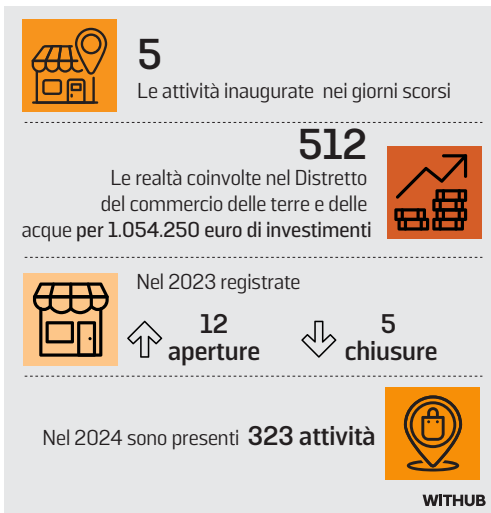 5
Le attività inaugurate nei giorni scorsi
512
Le realtà coinvolte nel Distretto
del commercio delle terre e delle
acque per 1.054.250 euro di investimenti
Nel 2023 registrate
12
aperture
5
chiusure
Nel 2024 sono presenti 323 attività
WITHUB